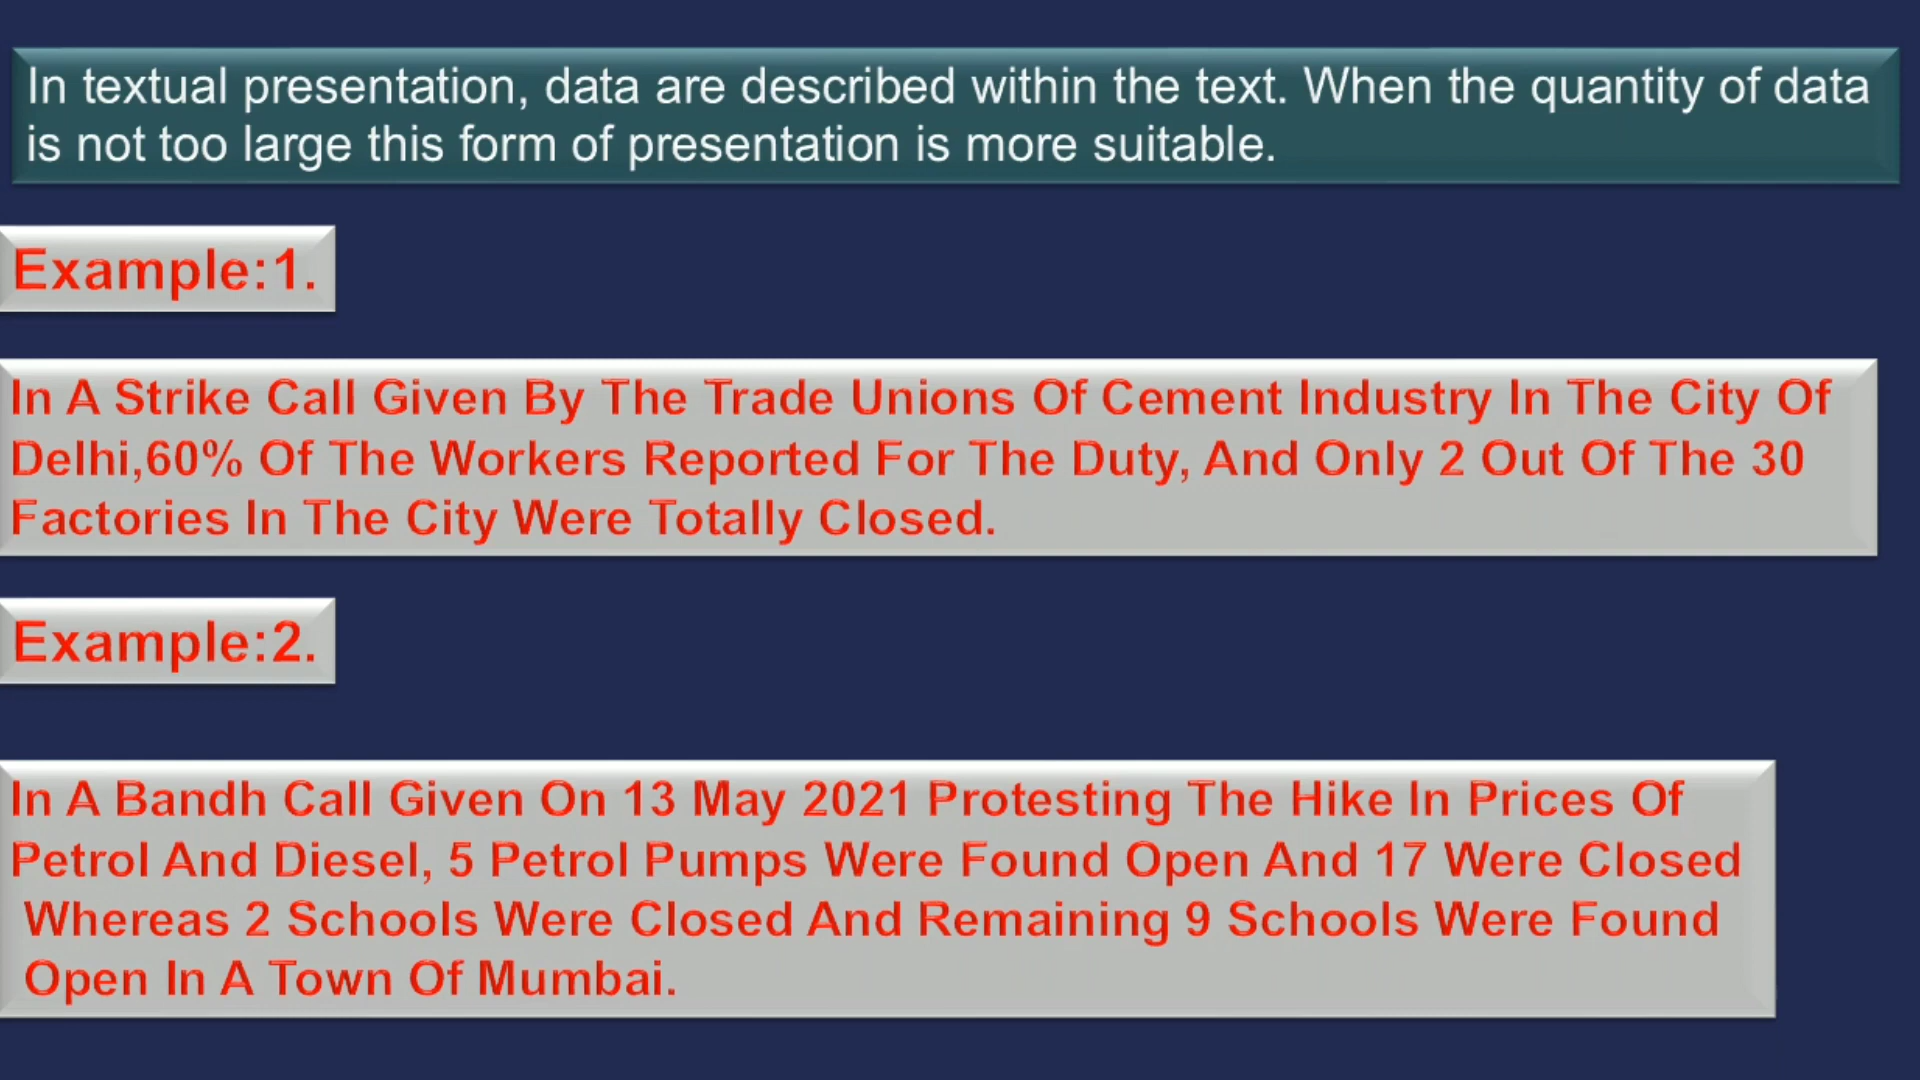 In textual presentation, data are described within the text. When the quantity of data
is not too large this form of presentation is more suitable.
Example:1.
In A Strike Call Given By The Trade Unions Of Cement Industry In The City Of
Delhi,60% Of The Workers Reported For The Duty, And Only 2 Out Of The 30
Factories In The City Were Totally Closed.
Example:2.
In A Bandh Call Given On 13 May 2021 Protesting The Hike In Prices Of
Petrol And Diesel, 5 Petrol Pumps Were Found Open And 17 Were Closed
Whereas 2 Schools Were Closed And Remaining 9 Schools Were Found
Open In A Town Of Mumbai.